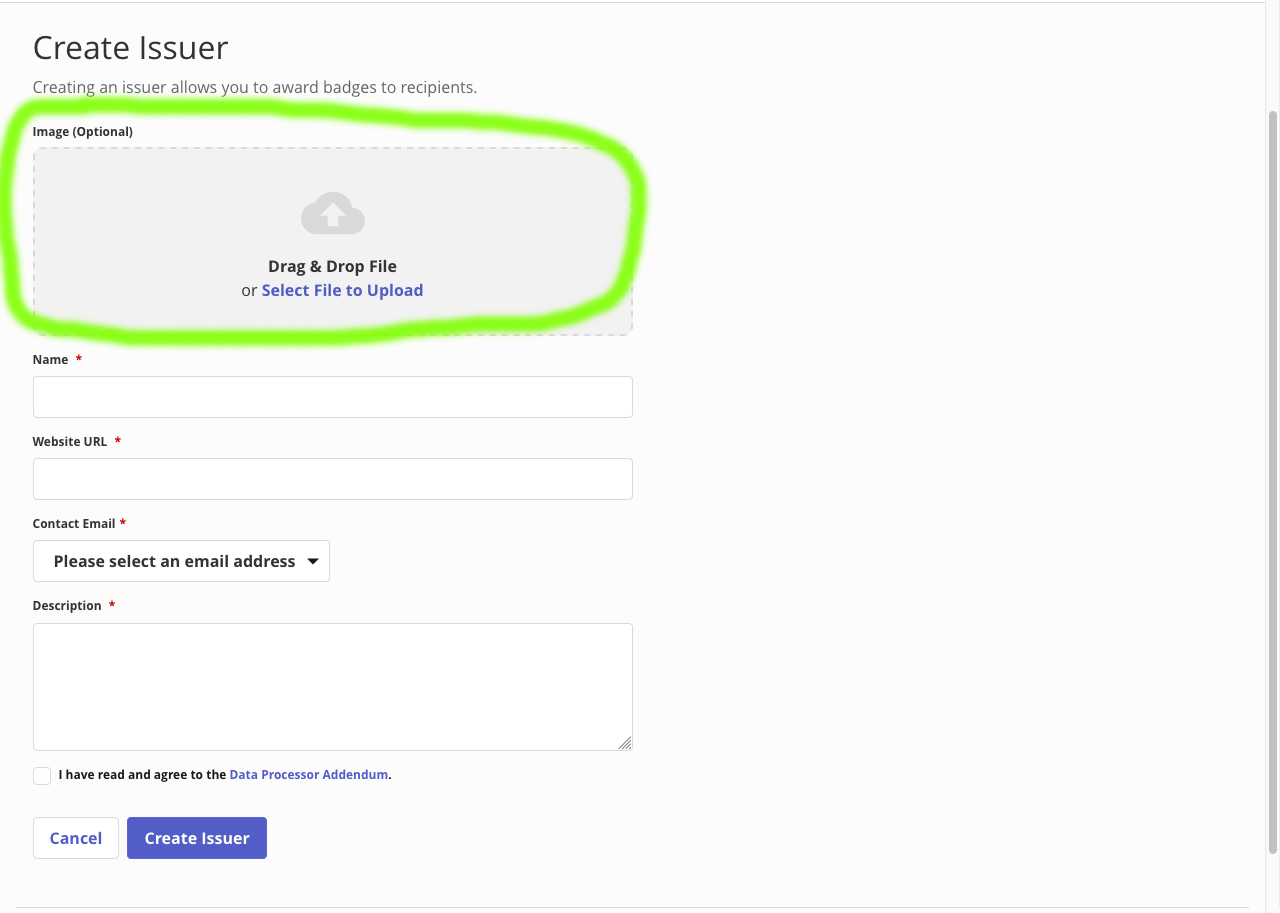 Create Issuer
Creating an issuer allows you to award badges to recipients.
Image (Optional)
Drag & Drop File
or Select File to Upload
Name *
Website URL *
Contact Email *
Please select an email address
Description *
I have read and agree to the Data Processor Addendum.
Cancel Create Issuer